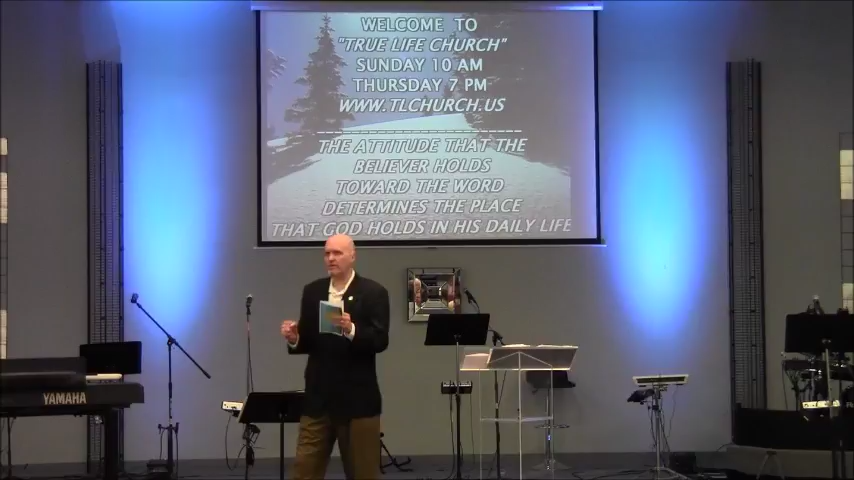 WELCOME TO
"TRUE LIFE CHURCH"
SUNDAY 10 AM
THURSDAY 7 PM
WWW.TLCHURCH.US
THE ATTITUDE THAT THE
BELIEVER HOLDS
TOWARD THE WORD
DETERMINES THE PLACE
THAT GOD HOLDS IN HIS DAILY LIFE
YAMAHA